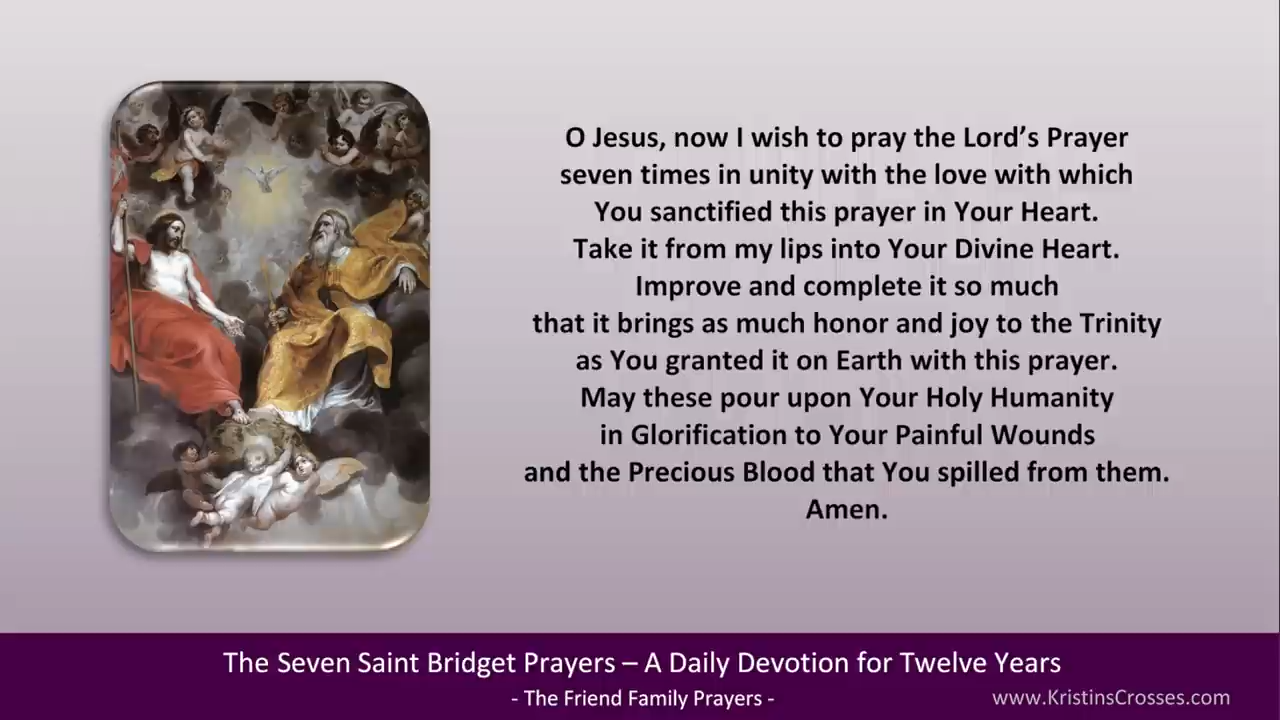 O Jesus, now I wish to pray the Lord’s Prayer
seven times in unity with the love with which
You sanctified this prayer in Your Heart.
Take it from my lips into Your Divine Heart.
Improve and complete it so much
that it brings as much honor and joy to the Trinity
as You granted it on Earth with this prayer.
May these pour upon Your Holy Humanity
in Glorification to Your Painful Wounds
and the Precious Blood that You spilled from them.
Amen.
The Seven Saint Bridget Prayers – A Daily Devotion for Twelve Years
- The Friend Family Prayers -
www.KristinsCrosses.com